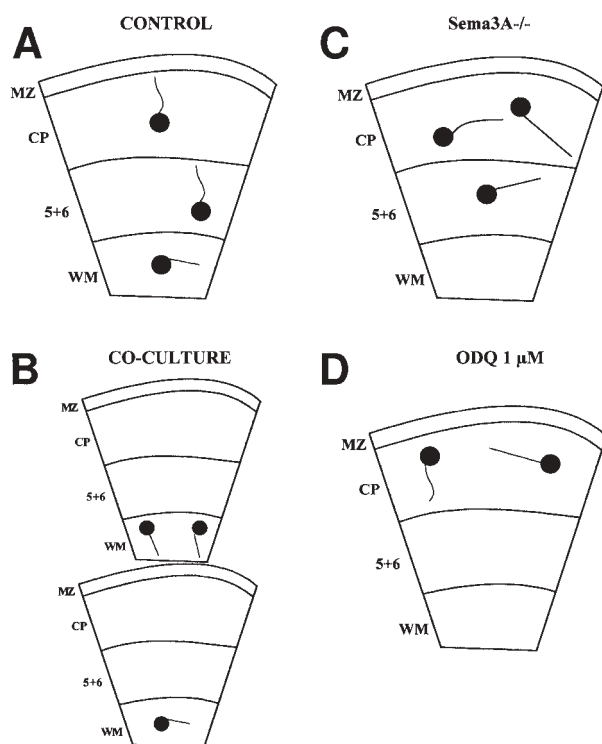 A
CONTROL
MZ
CP
5+6
WM
B
CO-CULTURE
MZ
CP
5+6
WM
MZ
CP
5+6
WM
C
Sema3A-/-
MZ
CP
5+6
WM
D
ODQ 1 µM
MZ
CP
5+6
WM